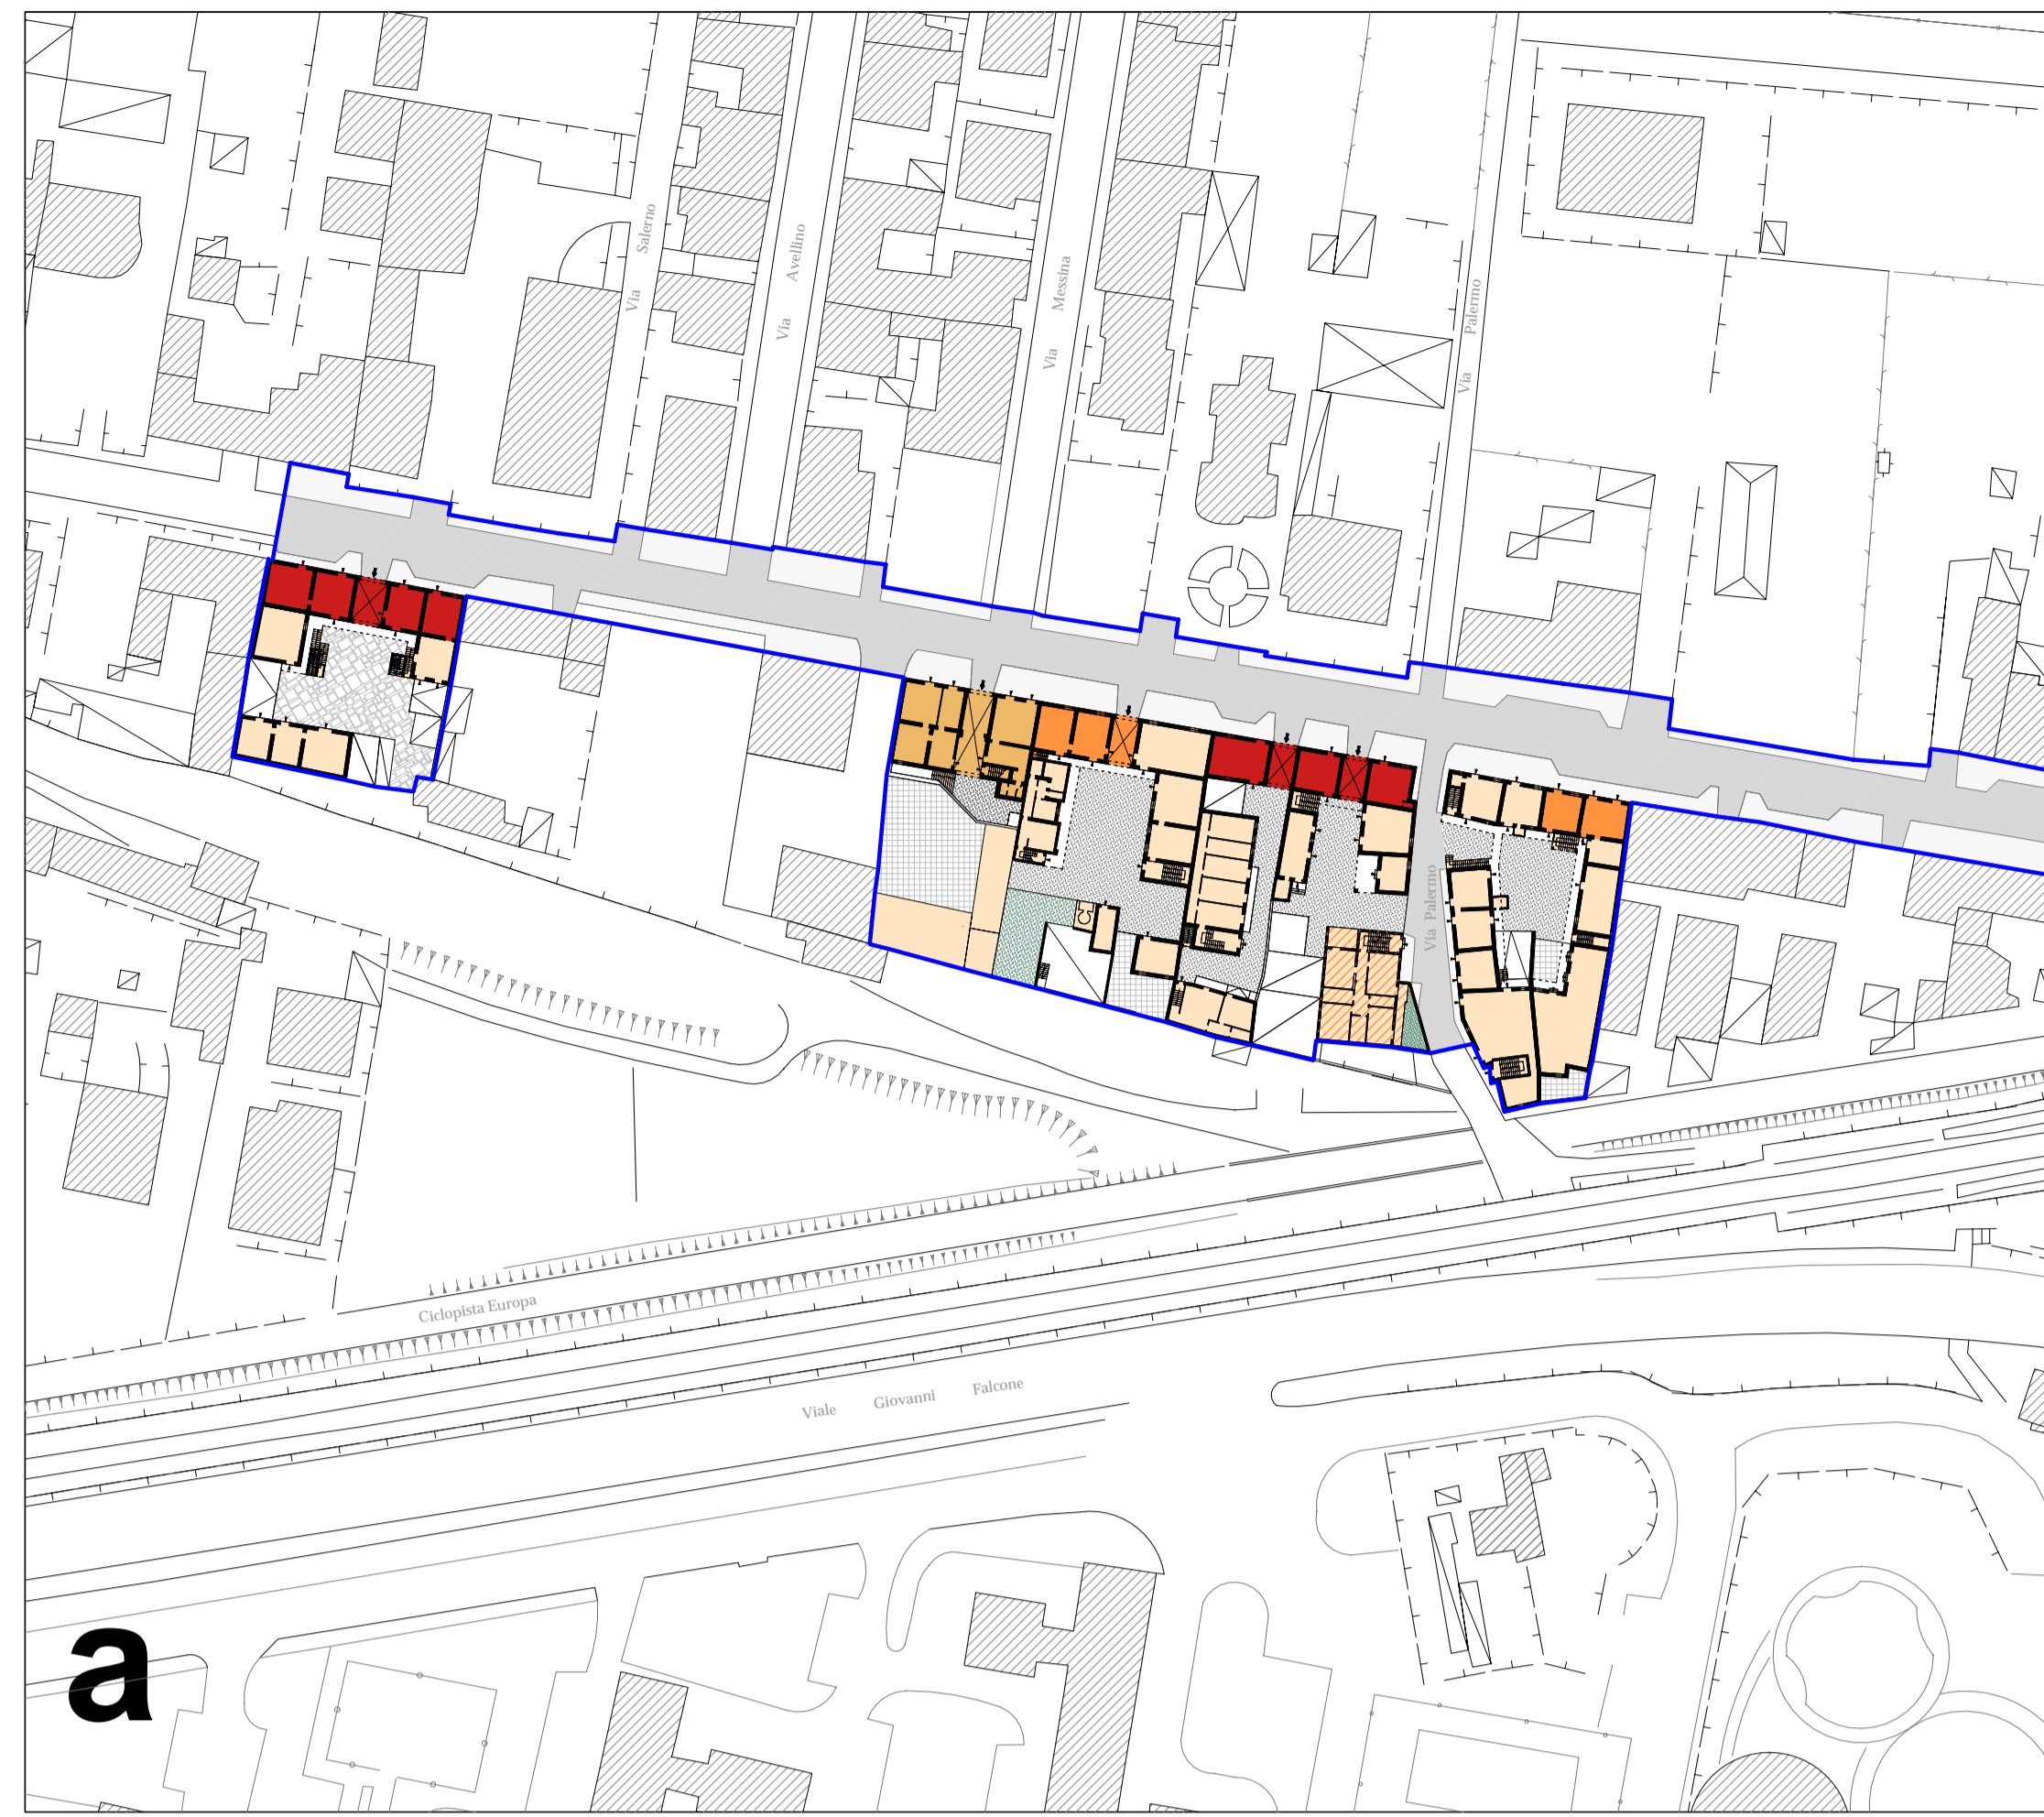 Via Salerno
Via Avellino
Via Messina
Via Palermo
Via Palermo
Ciclopista Europa
Viale Giovanni Falcone
a